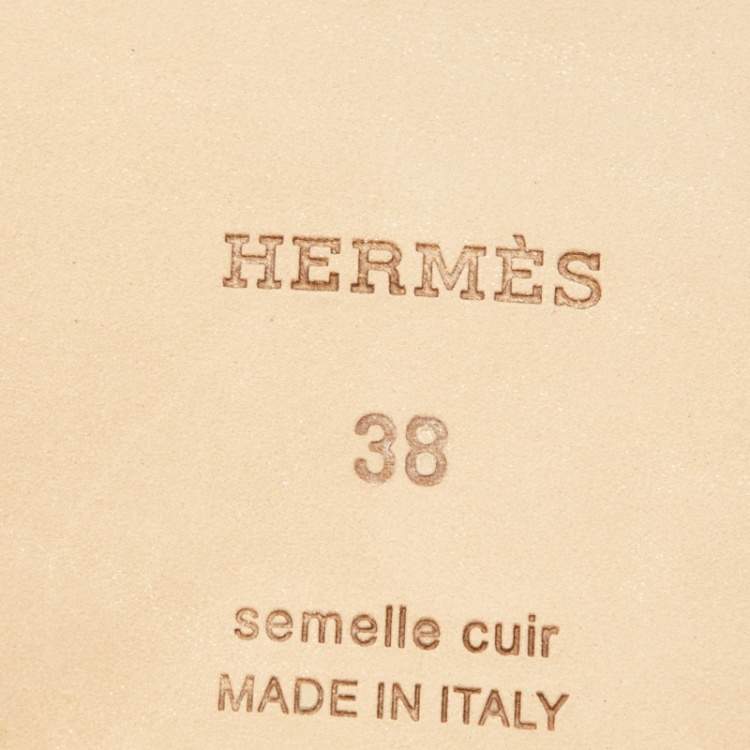 HERMÈS
38
semelle cuir
MADE IN ITALY